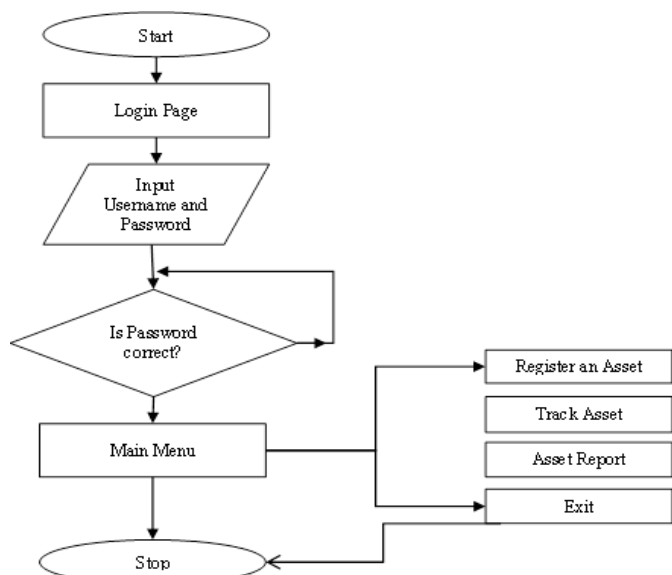 Start
Login Page
Input
Username and
Password
Is Password
correct?
Main Menu
Register an Asset
Track Asset
Asset Report
Exit
Stop